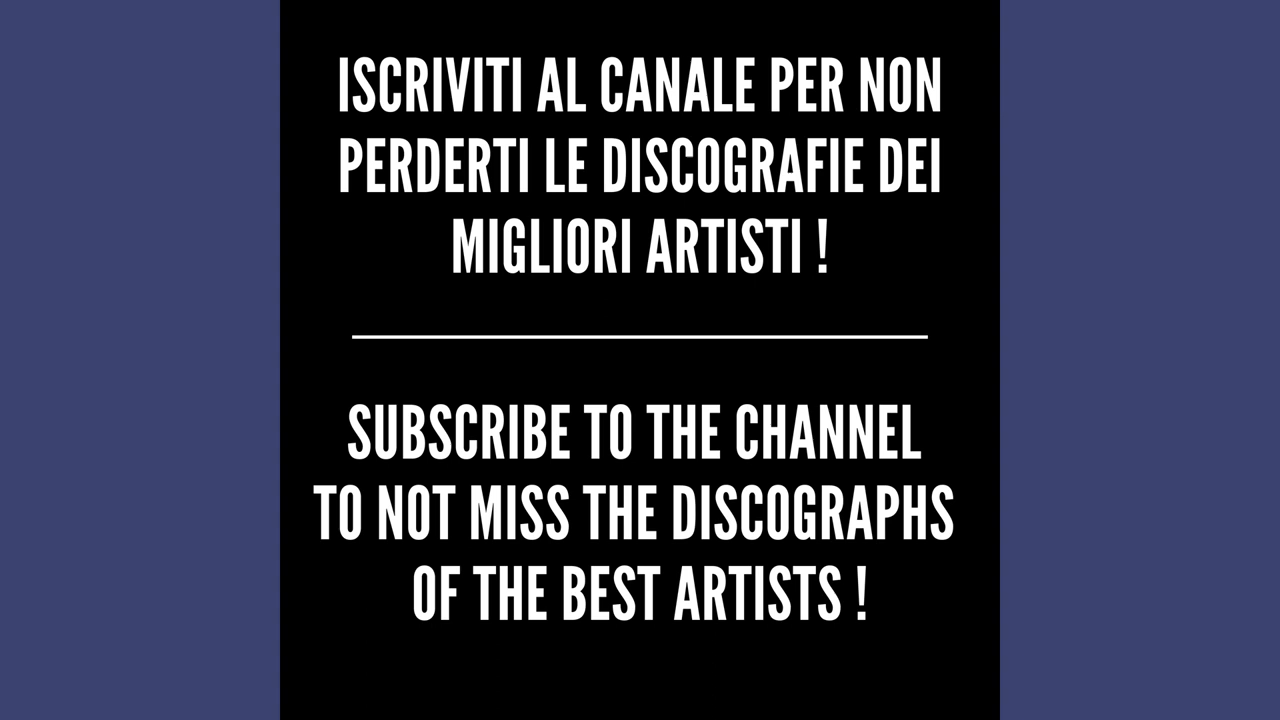 ISCRIVITI AL CANALE PER NON
PERDERTI LE DISCOGRAFIE DEI
MIGLIORI ARTISTI !
SUBSCRIBE TO THE CHANNEL
TO NOT MISS THE DISCOGRAPHS
OF THE BEST ARTISTS !